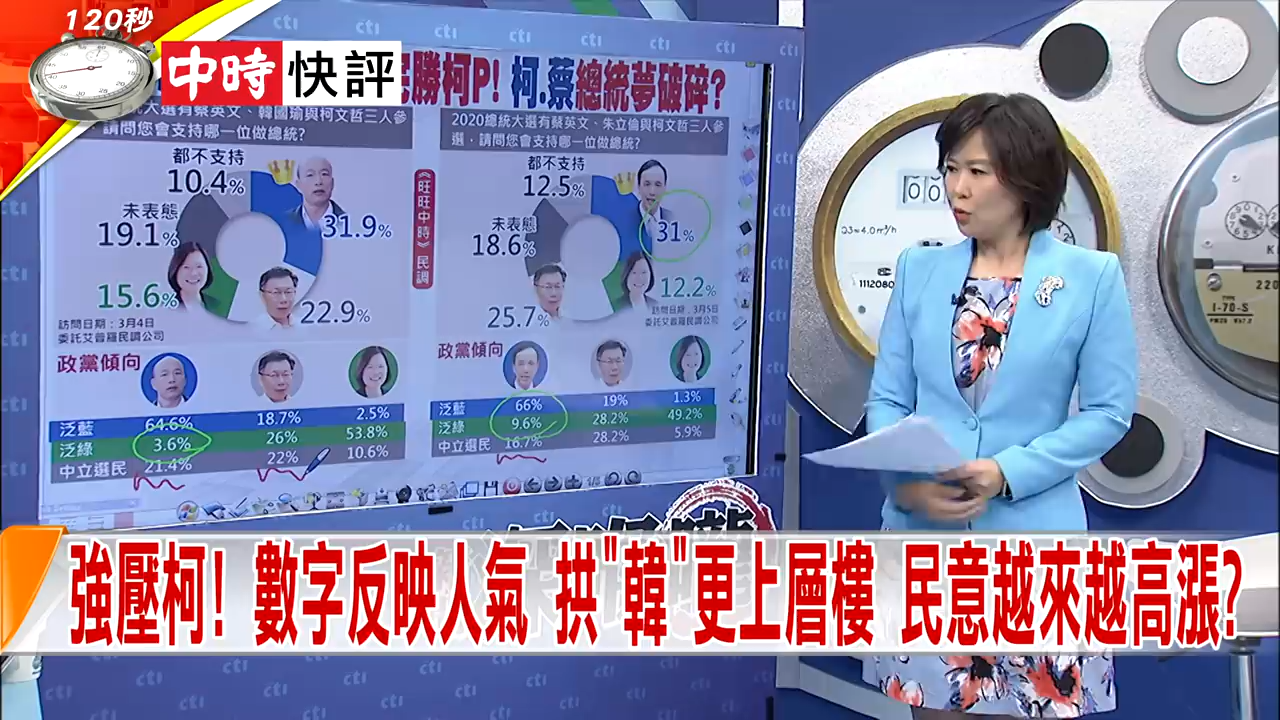 120秒
中時快評
勝柯P! 柯.蔡總統夢破碎?
大選有蔡英文、韓國瑜與柯文哲三人參
，請問您會支持哪一位做總統?
都不支持
10.4%
未表態
19.1%
31.9%
15.6%
22.9%
訪問日期：3月4日
委託艾普羅民調公司
《旺旺中時》民調
2020總統大選有蔡英文、朱立倫與柯文哲三人參
選，請問您會支持哪一位做總統?
都不支持
12.5%
未表態
18.6%
31%
12.2%
25.7%
訪問日期：3月5日
委託艾普羅民調公司
政黨傾向
泛藍 64.6% 18.7% 2.5%
泛綠 3.6% 26% 53.8%
中立選民 21.4% 22% 10.6%
政黨傾向
泛藍 66% 19% 1.3%
泛綠 9.6% 28.2% 49.2%
中立選民 16.7% 28.2% 5.9%
cti
強壓柯! 數字反映人氣 拱"韓"更上層樓 民意越來越高漲?
23=4.0m³/h
1112080
220
TYPE
I-70-S